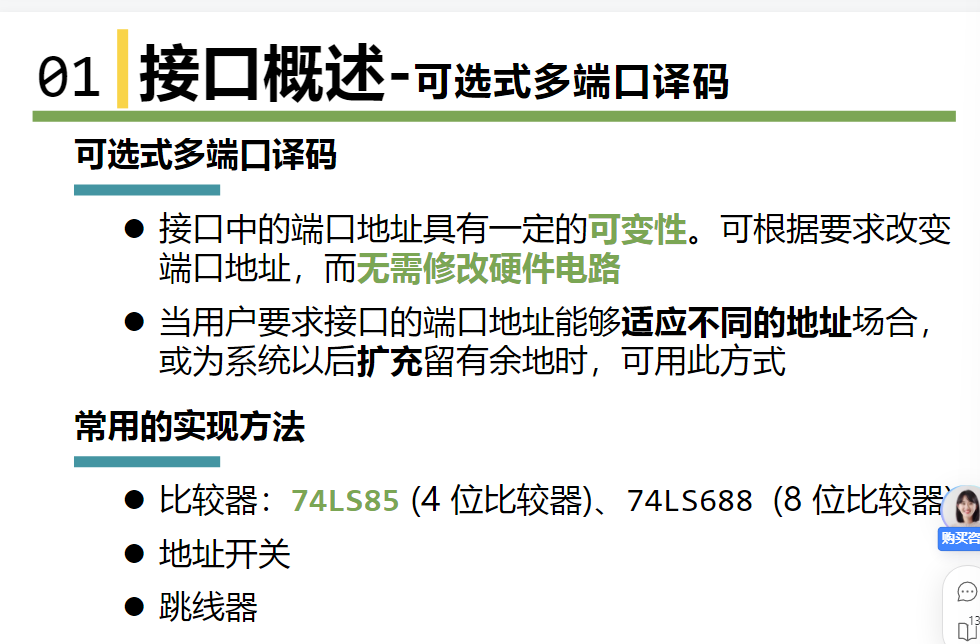 01 接口概述-可选式多端口译码
可选式多端口译码
● 接口中的端口地址具有一定的可变性。可根据要求改变
端口地址，而无需修改硬件电路
● 当用户要求接口的端口地址能够适应不同的地址场合，
或为系统以后扩充留有余地时，可用此方式
常用的实现方法
● 比较器：74LS85 (4 位比较器)、74LS688 (8 位比较器)
购买咨
● 地址开关
● 跳线器
13